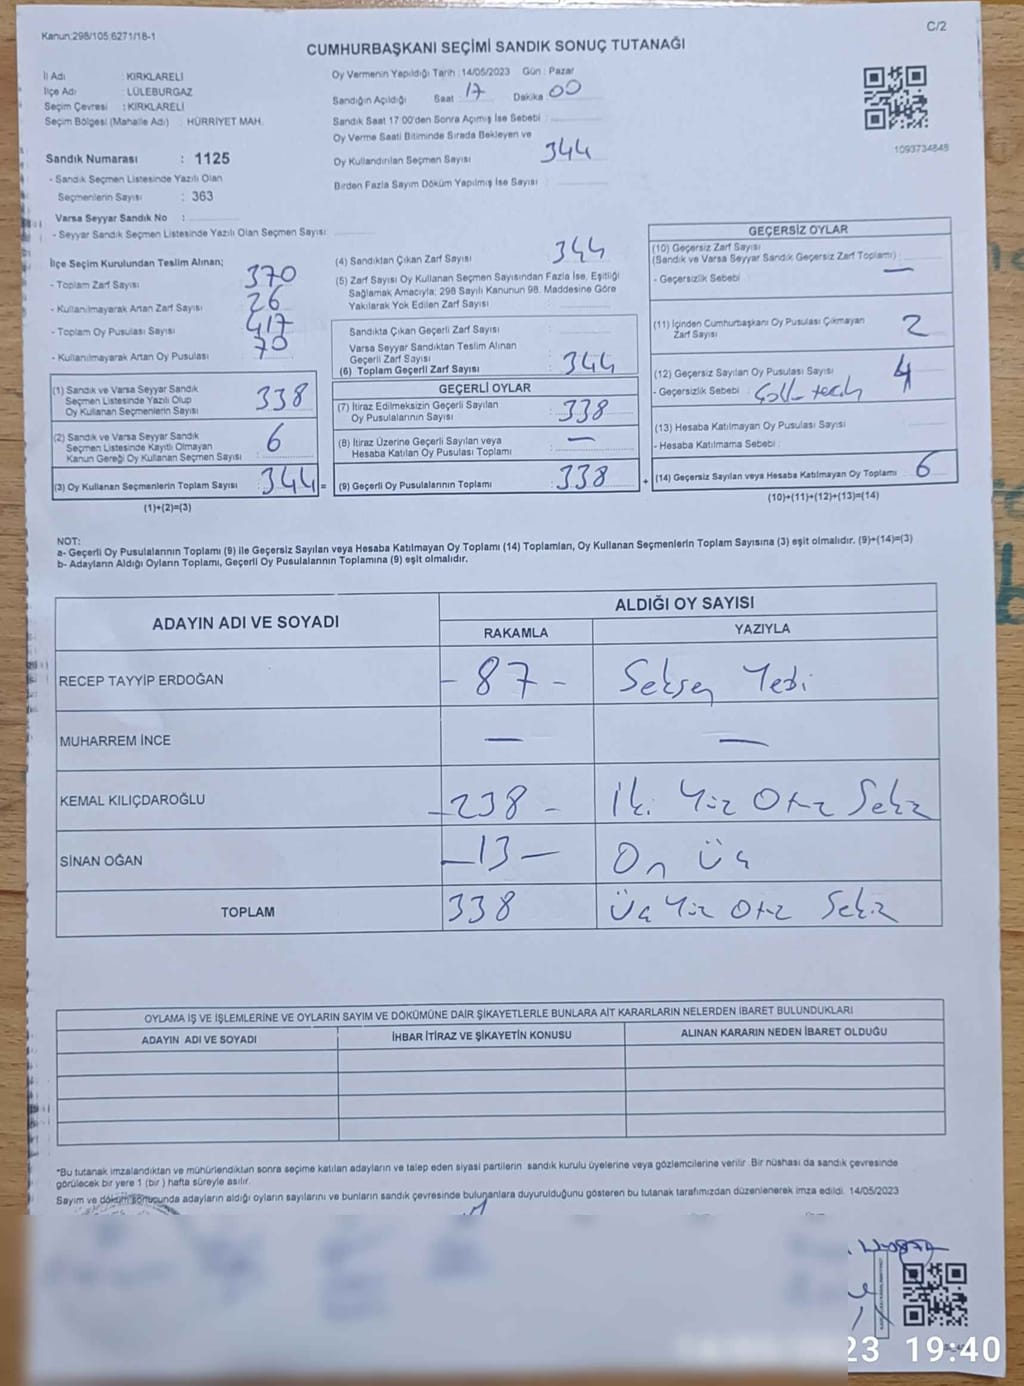 Kanun:298/105.6271/18-1
C/2
CUMHURBAŞKANI SEÇİMİ SANDIK SONUÇ TUTANAĞI
İl Adı : KIRKLARELİ
İlçe Adı : LÜLEBURGAZ
Seçim Çevresi : KIRKLARELİ
Seçim Bölgesi (Mahalle Adı) : HÜRRİYET MAH.
Sandık Numarası : 1125
- Sandık Seçmen Listesinde Yazılı Olan
Seçmenlerin Sayısı : 363
Varsa Seyyar Sandık No :
- Seyyar Sandık Seçmen Listesinde Yazılı Olan Seçmen Sayısı:
Oy Vermenin Yapıldığı Tarih : 14/05/2023 Gün : Pazar
Sandığın Açıldığı Saat 17 Dakika 00
Sandık Saat 17:00'den Sonra Açımış İse Sebebi :
Oy Verme Saati Bitiminde Sırada Bekleyen ve
Oy Kullandırılan Seçmen Sayısı 344
Birden Fazla Sayım Döküm Yapılmış İse Sayısı :
1093734848
İlçe Seçim Kurulundan Teslim Alınan;
- Toplam Zarf Sayısı 370
- Kullanılmayarak Artan Zarf Sayısı 26
- Toplam Oy Pusulası Sayısı 417
- Kullanılmayarak Artan Oy Pusulası 70
(1) Sandık ve Varsa Seyyar Sandık
Seçmen Listesinde Yazılı Olup
Oy Kullanan Seçmenlerin Sayısı 338
(2) Sandık ve Varsa Seyyar Sandık
Seçmen Listesinde Kayıtlı Olmayan
Kanun Gereği Oy Kullanan Seçmen Sayısı 6
(3) Oy Kullanan Seçmenlerin Toplam Sayısı 344 =
(1)+(2)=(3)
(4) Sandıktan Çıkan Zarf Sayısı 344
(5) Zarf Sayısı Oy Kullanan Seçmen Sayısından Fazla İse, Eşitliği
Sağlamak Amacıyla; 298 Sayılı Kanunun 98. Maddesine Göre
Yakılarak Yok Edilen Zarf Sayısı :
Sandıkta Çıkan Geçerli Zarf Sayısı
Varsa Seyyar Sandıktan Teslim Alınan
Geçerli Zarf Sayısı
(6) Toplam Geçerli Zarf Sayısı 344
GEÇERLİ OYLAR
(7) İtiraz Edilmeksizin Geçerli Sayılan
Oy Pusulalarının Sayısı : 338
(8) İtiraz Üzerine Geçerli Sayılan veya
Hesaba Katılan Oy Pusulası Toplamı : —
(9) Geçerli Oy Pusulalarının Toplamı : 338 +
GEÇERSİZ OYLAR
(10) Geçersiz Zarf Sayısı
(Sandık ve Varsa Seyyar Sandık Geçersiz Zarf Toplamı) —
- Geçersizlik Sebebi :
(11) İçinden Cumhurbaşkanı Oy Pusulası Çıkmayan
Zarf Sayısı 2
(12) Geçersiz Sayılan Oy Pusulası Sayısı 4
- Geçersizlik Sebebi :
(13) Hesaba Katılmayan Oy Pusulası Sayısı
- Hesaba Katılmama Sebebi :
(14) Geçersiz Sayılan veya Hesaba Katılmayan Oy Toplamı 6
(10)+(11)+(12)+(13)=(14)
NOT:
a- Geçerli Oy Pusulalarının Toplamı (9) ile Geçersiz Sayılan veya Hesaba Katılmayan Oy Toplamı (14) Toplamları, Oy Kullanan Seçmenlerin Toplam Sayısına (3) eşit olmalıdır. (9)+(14)=(3)
b- Adayların Aldığı Oyların Toplamı, Geçerli Oy Pusulalarının Toplamına (9) eşit olmalıdır.
ADAYIN ADI VE SOYADI
ALDIĞI OY SAYISI
RAKAMLA YAZIYLA
RECEP TAYYİP ERDOĞAN - 87 - Seksen Yedi
MUHARREM İNCE — —
KEMAL KILIÇDAROĞLU - 238 - İki Yüz Otuz Sekiz
SİNAN OĞAN - 13 - On Üç
TOPLAM 338 Üç Yüz Otuz Sekiz
OYLAMA İŞ VE İŞLEMLERİNE VE OYLARIN SAYIM VE DÖKÜMÜNE DAİR ŞİKAYETLERLE BUNLARA AİT KARARLARIN NELERDEN İBARET BULUNDUKLARI
ADAYIN ADI VE SOYADI İHBAR İTİRAZ VE ŞİKAYETİN KONUSU ALINAN KARARIN NEDEN İBARET OLDUĞU
*Bu tutanak imzalandıktan ve mühürlendikten sonra seçime katılan adayların ve talep eden siyasi partilerin sandık kurulu üyelerine veya gözlemcilerine verilir. Bir nüshası da sandık çevresinde
görülecek bir yere 1 (bir) hafta süreyle asılır.
Sayım ve döküm sonucunda adayların aldığı oyların sayılarını ve bunların sandık çevresinde bulunanlara duyurulduğunu gösteren bu tutanak tarafımızdan düzenlenerek imza edildi. 14/05/2023
23 19:40